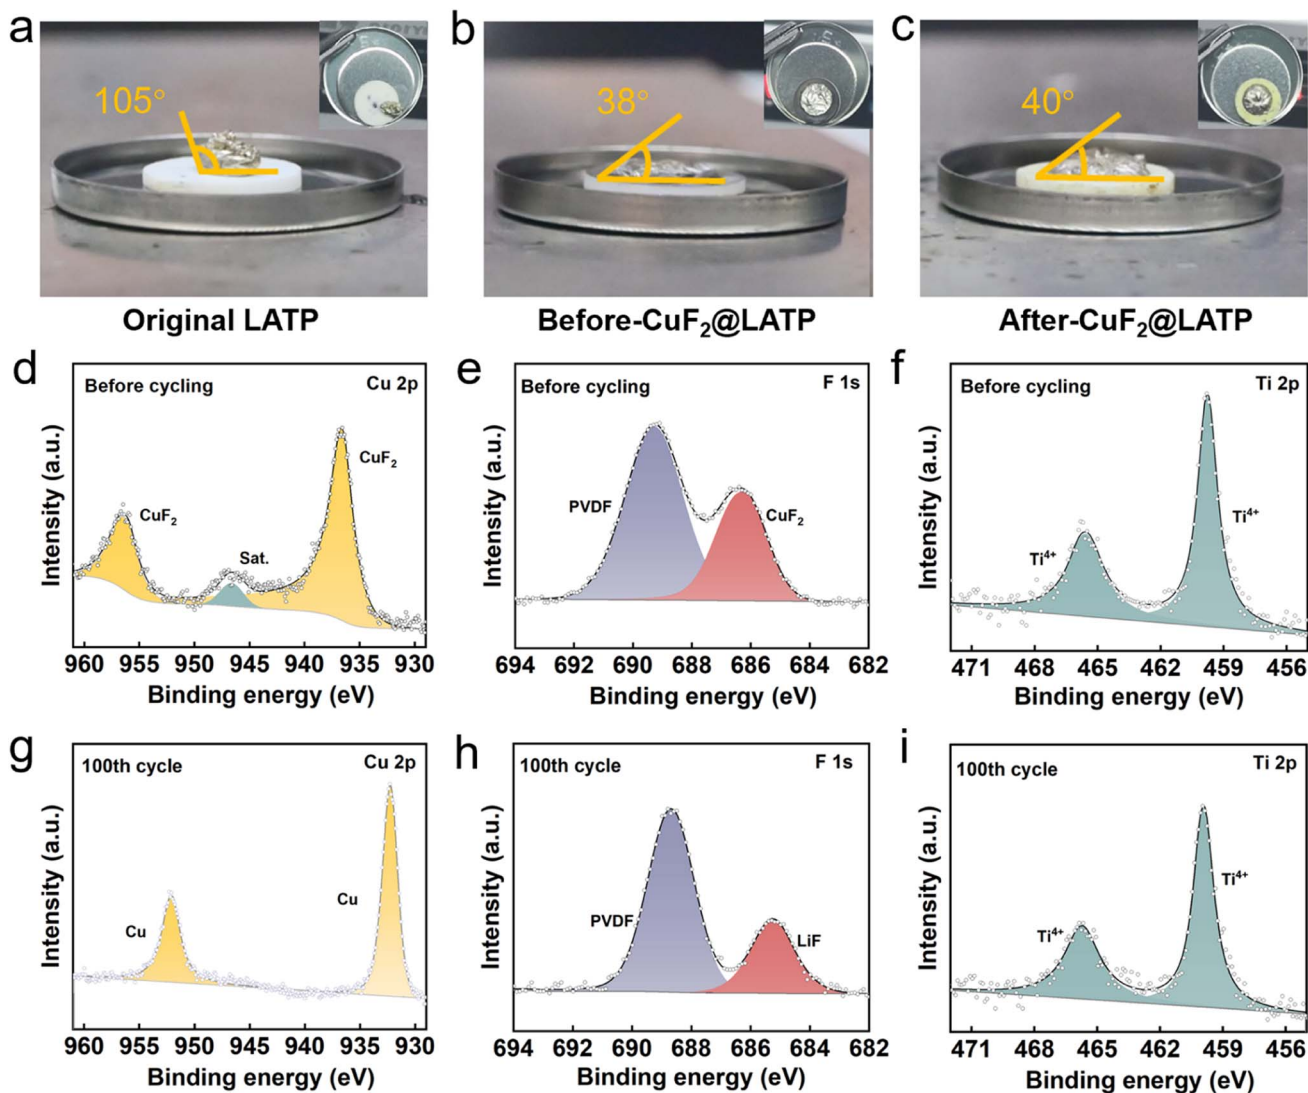 a
105°
Original LATP
b
38°
Before-CuF₂@LATP
c
40°
After-CuF₂@LATP
d
Before cycling
Cu 2p
CuF₂
Sat.
CuF₂
Intensity (a.u.)
960 955 950 945 940 935 930
Binding energy (eV)
e
Before cycling
F 1s
PVDF
CuF₂
Intensity (a.u.)
694 692 690 688 686 684 682
Binding energy (eV)
f
Before cycling
Ti 2p
Ti⁴⁺
Ti⁴⁺
Intensity (a.u.)
471 468 465 462 459 456
Binding energy (eV)
g
100th cycle
Cu 2p
Cu
Cu
Intensity (a.u.)
960 955 950 945 940 935 930
Binding energy (eV)
h
100th cycle
F 1s
PVDF
LiF
Intensity (a.u.)
694 692 690 688 686 684 682
Binding energy (eV)
i
100th cycle
Ti 2p
Ti⁴⁺
Ti⁴⁺
Intensity (a.u.)
471 468 465 462 459 456
Binding energy (eV)